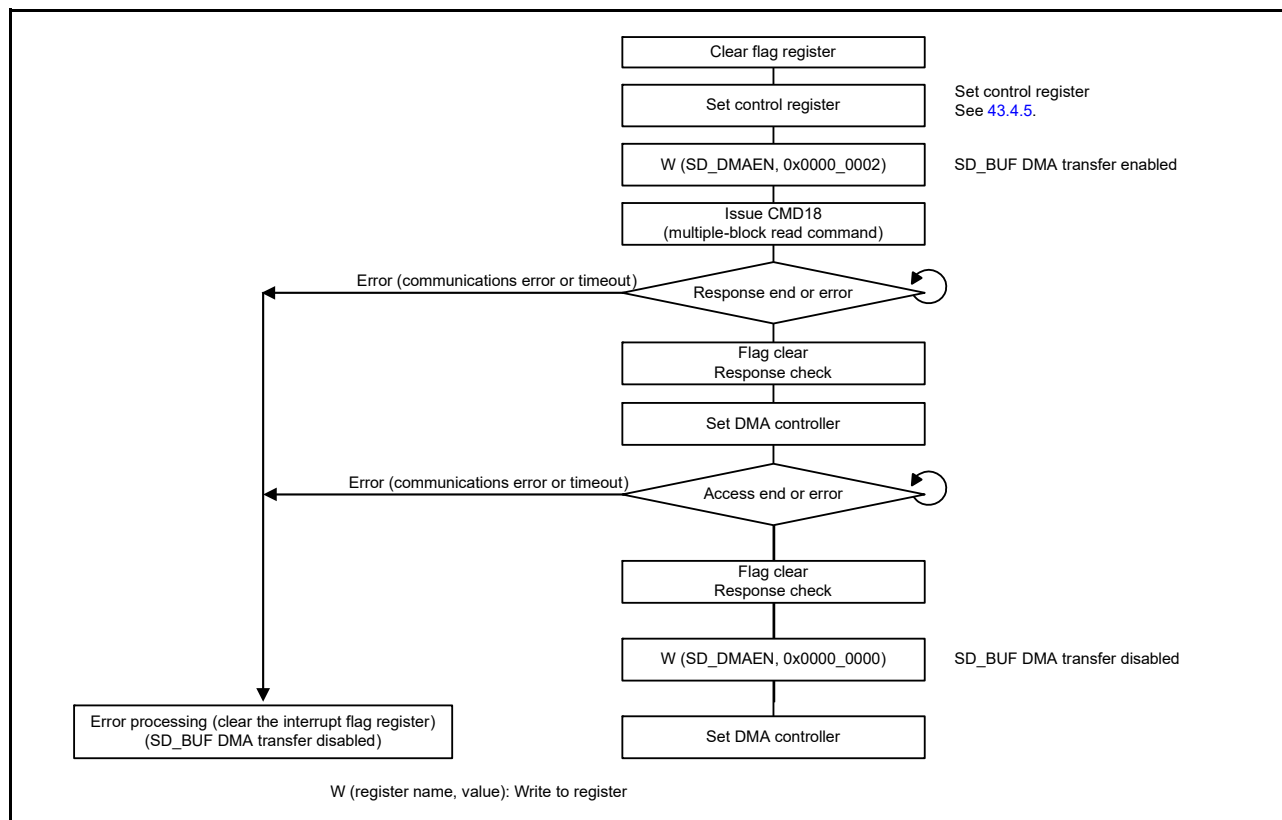 Clear flag register
Set control register
Set control register
See 43.4.5.
W (SD_DMAEN, 0x0000_0002)
SD_BUF DMA transfer enabled
Issue CMD18
(multiple-block read command)
Error (communications error or timeout)
Response end or error
Flag clear
Response check
Set DMA controller
Error (communications error or timeout)
Access end or error
Flag clear
Response check
W (SD_DMAEN, 0x0000_0000)
SD_BUF DMA transfer disabled
Error processing (clear the interrupt flag register)
(SD_BUF DMA transfer disabled)
Set DMA controller
W (register name, value): Write to register